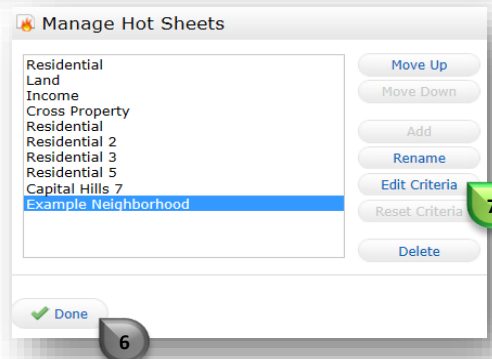 Manage Hot Sheets
Residential
Land
Income
Cross Property
Residential
Residential 2
Residential 3
Residential 5
Capital Hills 7
Example Neighborhood
Move Up
Move Down
Add
Rename
Edit Criteria
7
Reset Criteria
Delete
Done
6